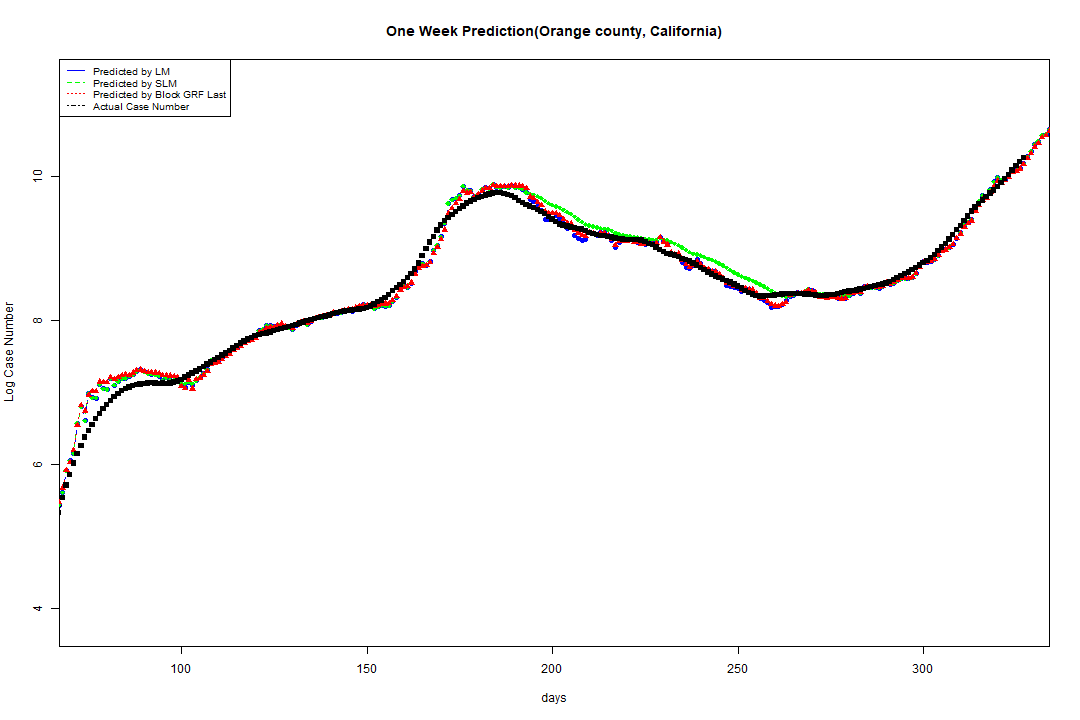 One Week Prediction(Orange county, California)
Predicted by LM
Predicted by SLM
Predicted by Block GRF Last
Actual Case Number
10
8
6
4
Log Case Number
100 150 200 250 300
days